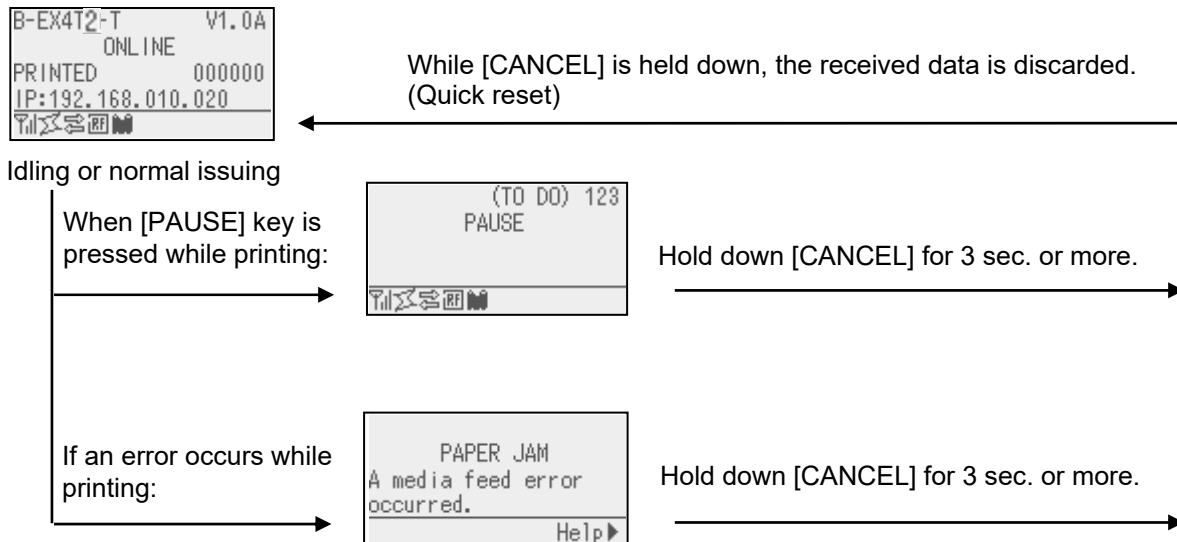 B-EX4T2-T V1.0A
ONLINE
PRINTED 000000
IP:192.168.010.020
RF
While [CANCEL] is held down, the received data is discarded.
(Quick reset)
Idling or normal issuing
When [PAUSE] key is
pressed while printing:
(TO DO) 123
PAUSE
RF
Hold down [CANCEL] for 3 sec. or more.
If an error occurs while
printing:
PAPER JAM
A media feed error
occurred.
Help
Hold down [CANCEL] for 3 sec. or more.